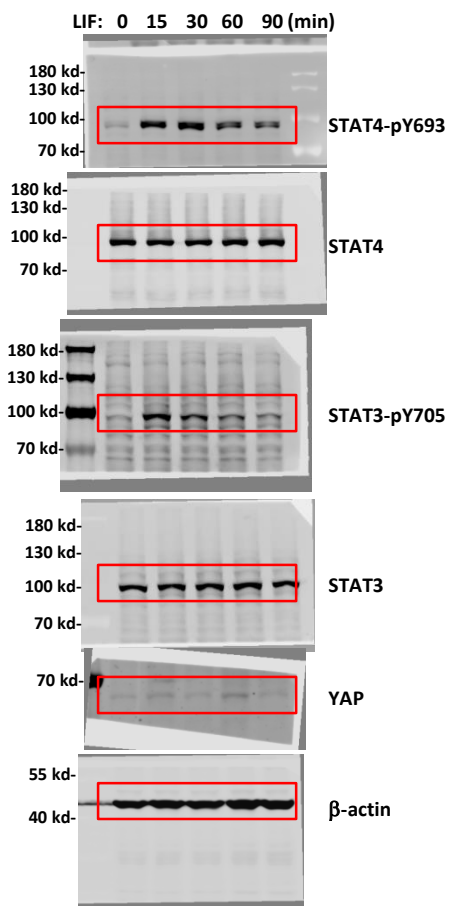 LIF: 0 15 30 60 90 (min)
180 kd-
130 kd-
100 kd-
70 kd-
STAT4-pY693
180 kd-
130 kd-
100 kd-
70 kd-
STAT4
180 kd-
130 kd-
100 kd-
70 kd-
STAT3-pY705
180 kd-
130 kd-
100 kd-
70 kd-
STAT3
70 kd-
YAP
55 kd-
40 kd-
β-actin